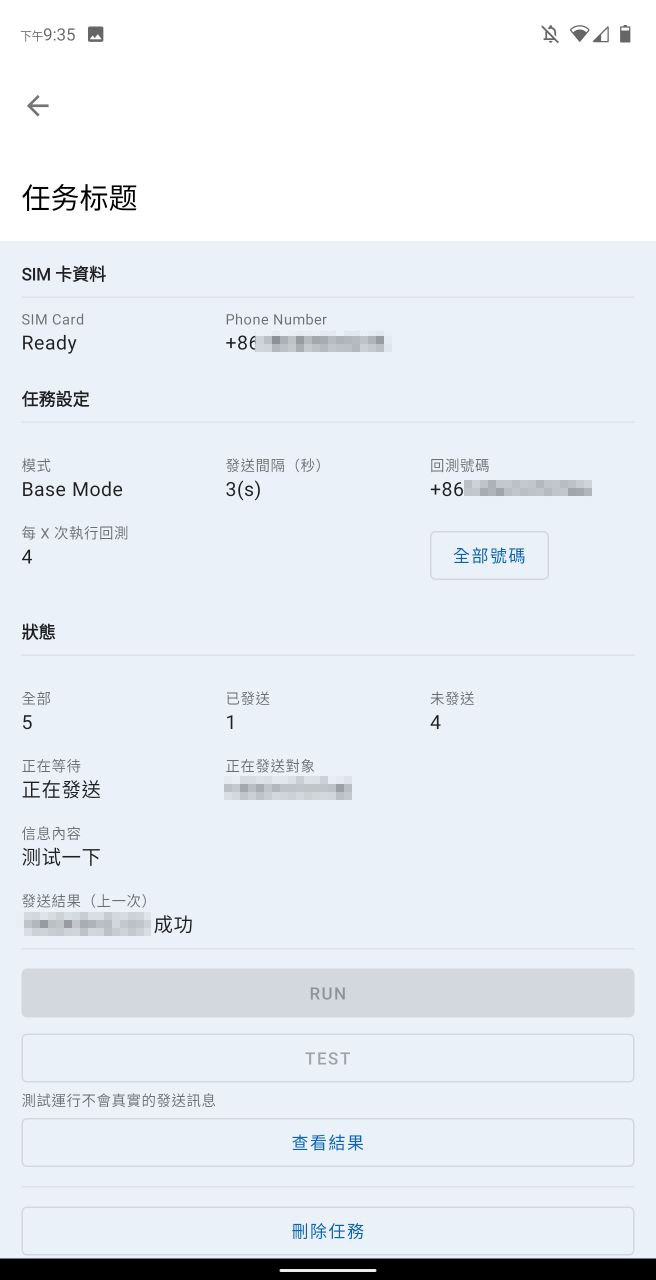 下午9:35
任务标题
SIM 卡資料
SIM Card Phone Number
Ready +86
任務設定
模式 發送間隔（秒） 回測號碼
Base Mode 3(s) +86
每 X 次執行回測
4 全部號碼
狀態
全部 已發送 未發送
5 1 4
正在等待 正在發送對象
正在發送
信息內容
测试一下
發送結果（上一次）
成功
RUN
TEST
測試運行不會真實的發送訊息
查看結果
刪除任務